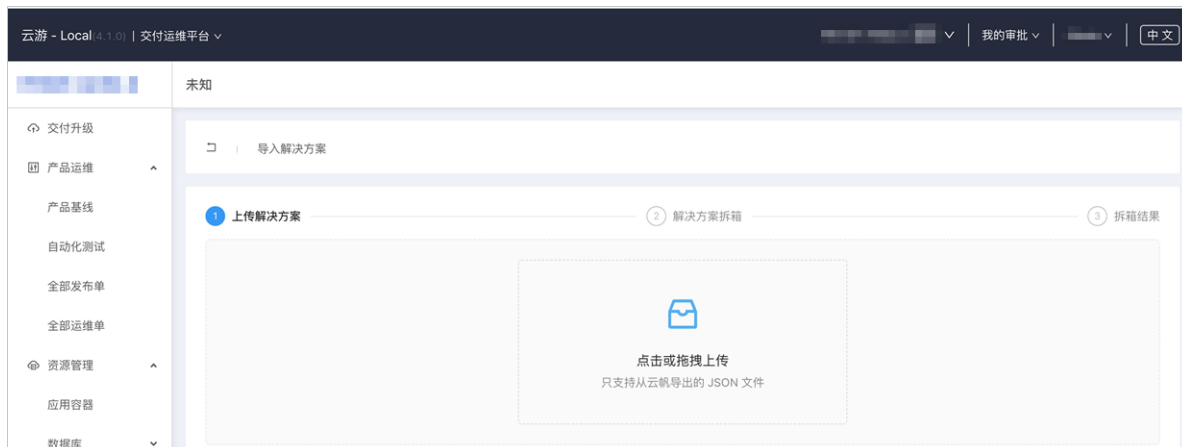 云游 - Local(4.1.0) | 交付运维平台
我的审批
中文
未知
交付升级
导入解决方案
产品运维
产品基线
1 上传解决方案
2 解决方案拆箱
3 拆箱结果
自动化测试
全部发布单
全部运维单
资源管理
点击或拖拽上传
只支持从云帆导出的 JSON 文件
应用容器
数据库